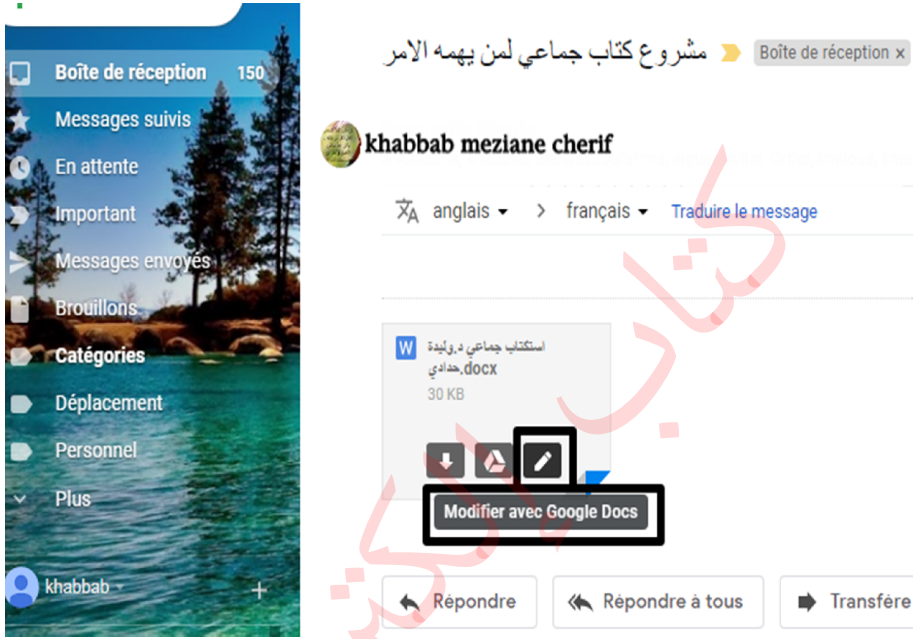 Boîte de réception 150
Messages suivis
En attente
Important
Messages envoyés
Brouillons
Catégories
Déplacement
Personnel
Plus
khabbab
مشروع كتاب جماعي لمن يهمه الامر
Boîte de réception ×
khabbab meziane cherif
anglais > français Traduire le message
W استكتاب جماعي د.وليدة
حدادي.docx
30 KB
Modifier avec Google Docs
Répondre
Répondre à tous
Transfére
كتاب إلكتر